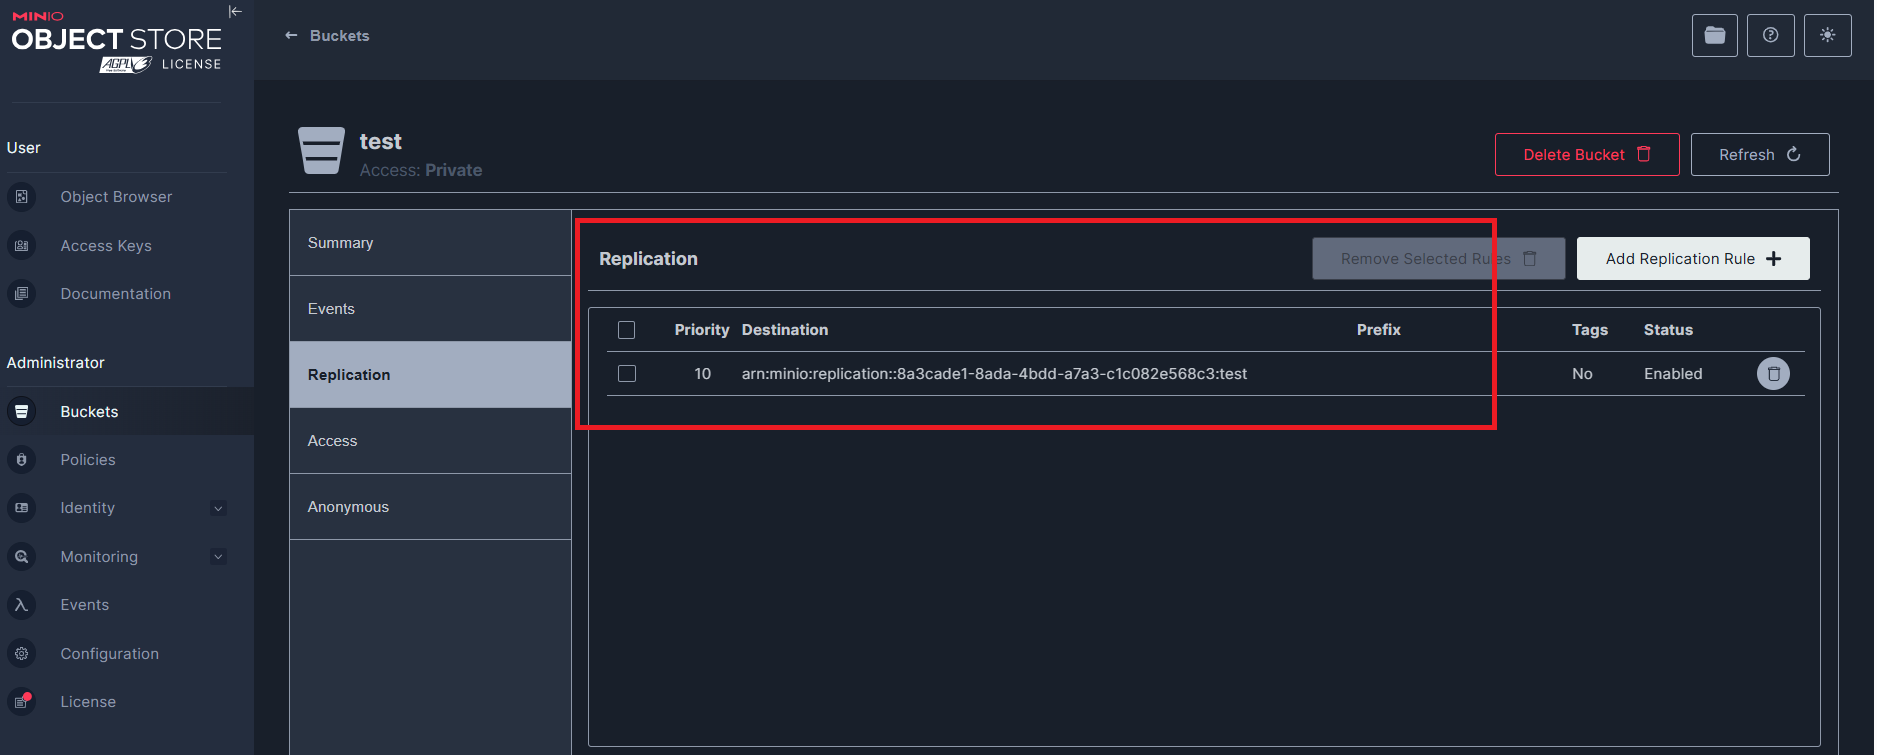 MINIO
OBJECT STORE
AGPL v3 LICENSE
Buckets
User
Object Browser
Access Keys
Documentation
Administrator
Buckets
Policies
Identity
Monitoring
Events
Configuration
License
test
Access: Private
Delete Bucket
Refresh
Summary
Events
Replication
Access
Anonymous
Replication
Remove Selected Rules
Add Replication Rule
Priority Destination Prefix Tags Status
10 arn:minio:replication::8a3cade1-8ada-4bdd-a7a3-c1c082e568c3:test No Enabled